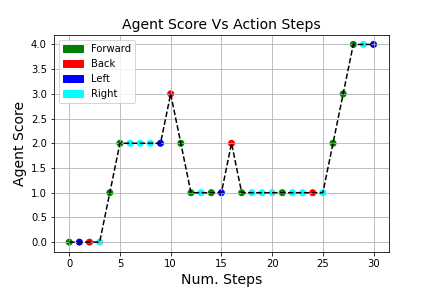 Agent Score Vs Action Steps
Agent Score
4.0
3.5
3.0
2.5
2.0
1.5
1.0
0.5
0.0
Forward
Back
Left
Right
0 5 10 15 20 25 30
Num. Steps